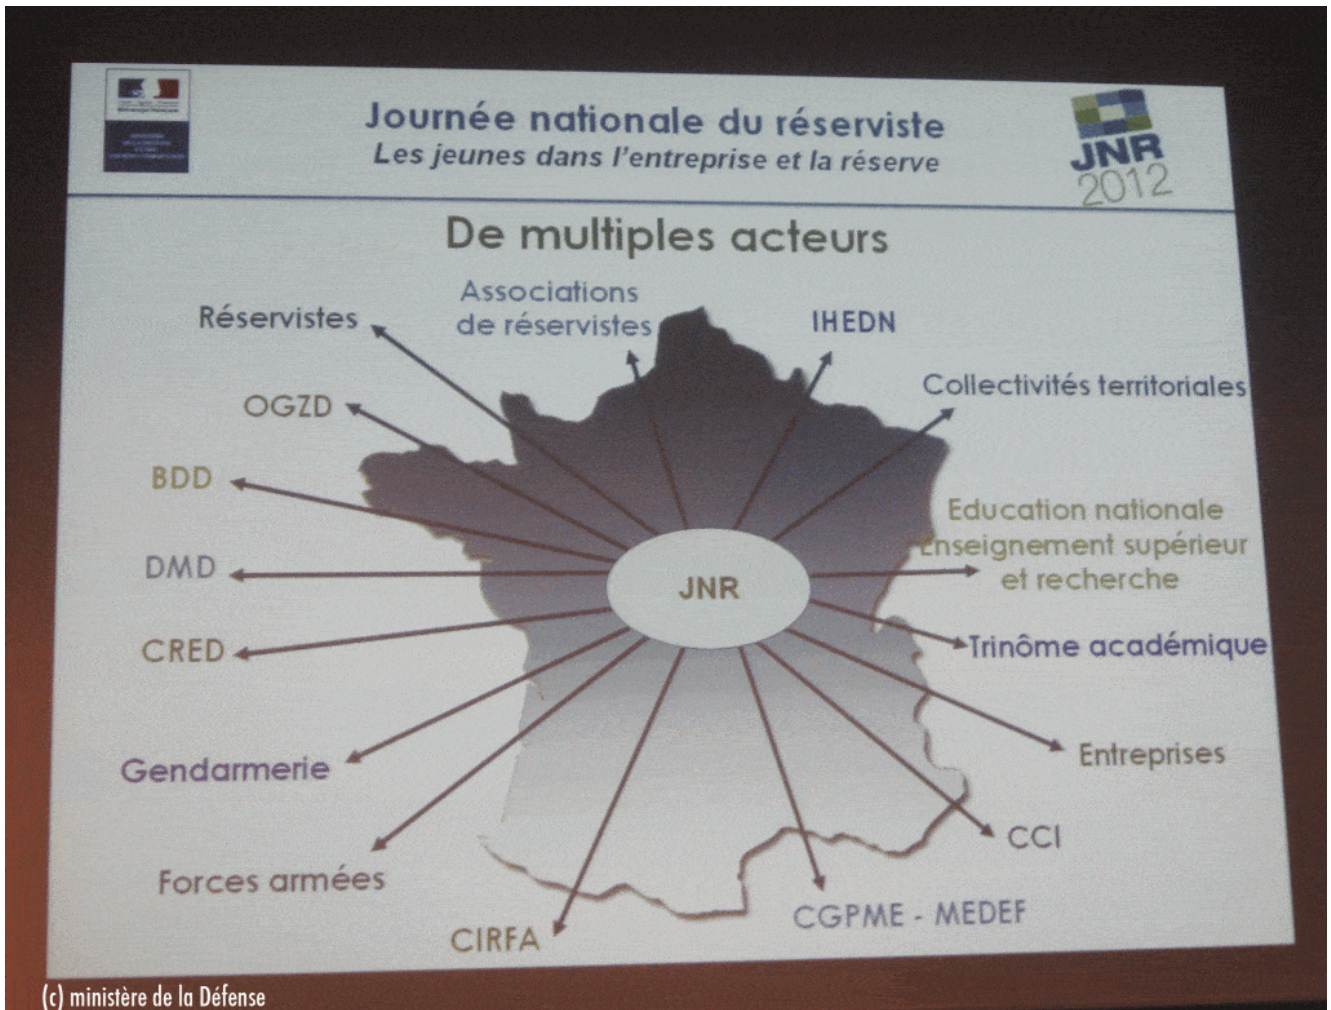 Journée nationale du réserviste
Les jeunes dans l'entreprise et la réserve
JNR
2012
De multiples acteurs
Associations
de réservistes
IHEDN
Réservistes
Collectivités territoriales
OGZD
BDD
Education nationale
Enseignement supérieur
et recherche
DMD
JNR
CRED
Trinôme académique
Gendarmerie
Entreprises
CCI
Forces armées
CGPME - MEDEF
CIRFA
(c) ministère de la Défense